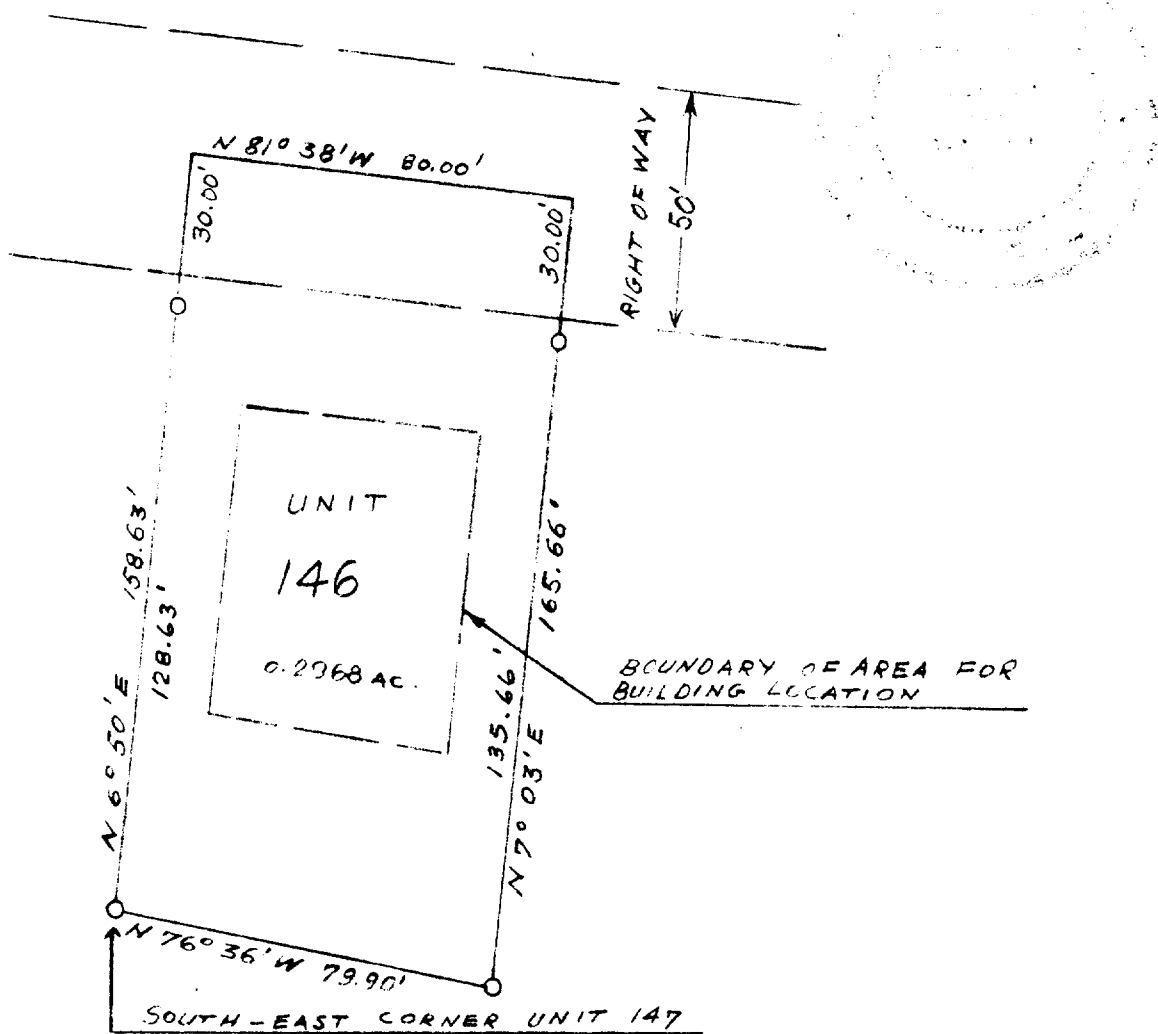 N 81° 38' W 80.00'
30.00'
30.00'
RIGHT OF WAY
50'
UNIT
146
0.2968 AC.
158.63'
128.63'
N 6° 50' E
165.66'
135.66'
N 7° 03' E
BOUNDARY OF AREA FOR
BUILDING LOCATION
N 76° 36' W 79.90'
SOUTH-EAST CORNER UNIT 147